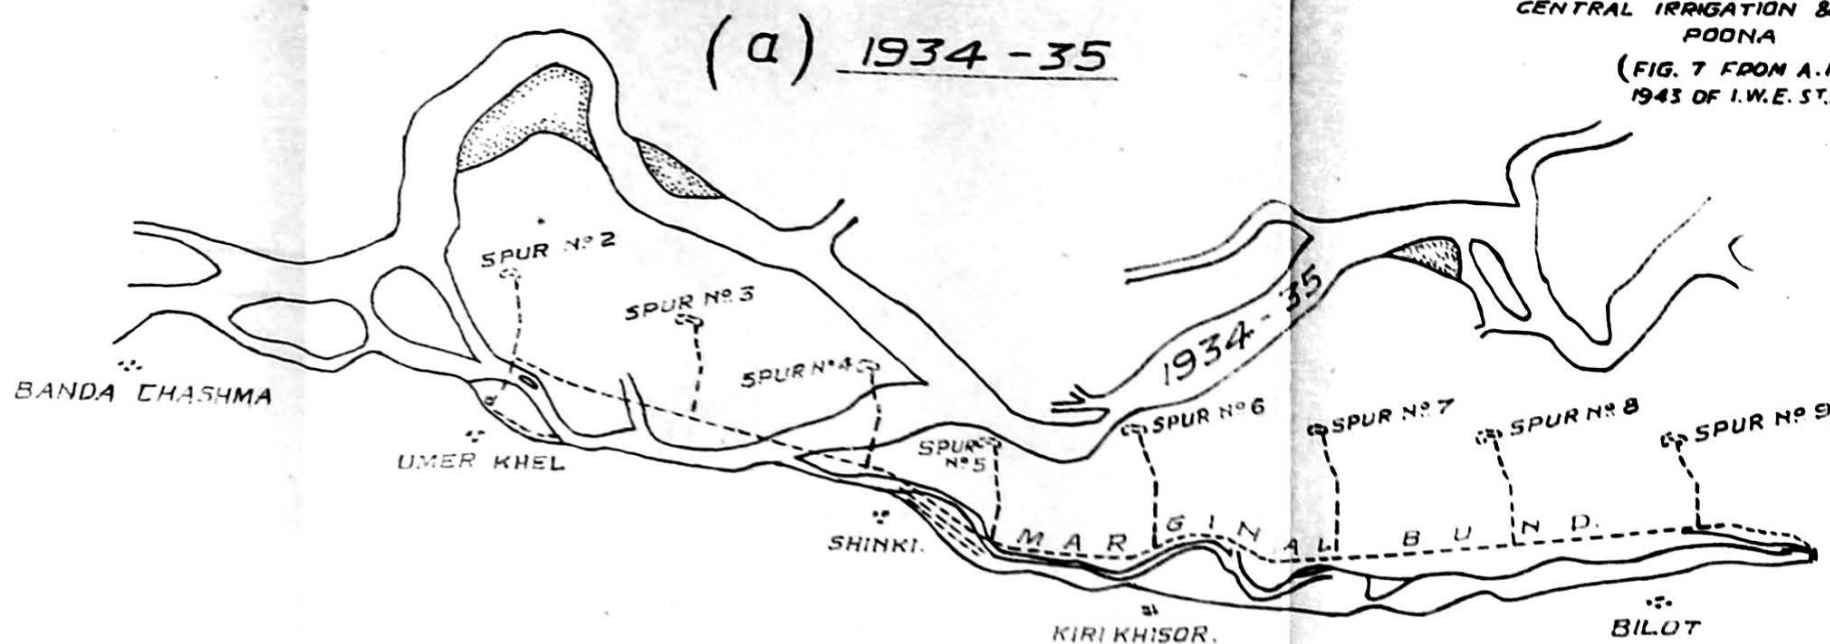 (a) 1934-35
CENTRAL IRRIGATION &
POONA
(FIG. 7 FROM A.
1943 OF I.W.E. ST.
SPUR Nº 2
SPUR Nº 3
SPUR Nº 4
SPUR
Nº 5
1934-35
SPUR Nº 6
SPUR Nº 7
SPUR Nº 8
SPUR Nº 9
BANDA CHASHMA
UMER KHEL
SHINKI.
MARGINAL BUND.
KIRI KHISOR.
BILOT